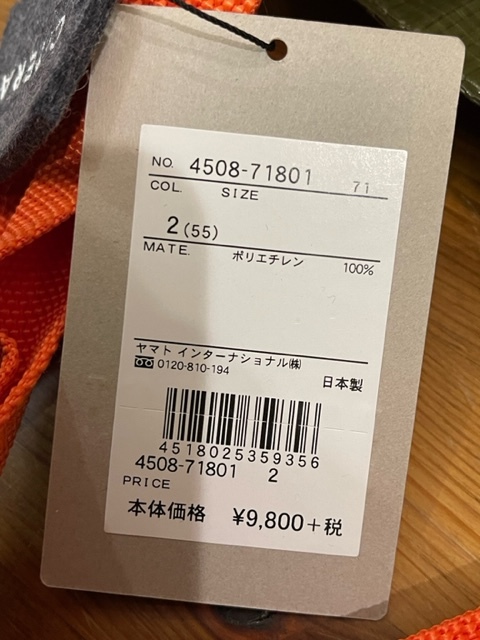 NO. 4508-71801 71
COL. SIZE
2(55)
MATE. ポリエチレン 100%
ヤマト インターナショナル㈱
0120-810-194
日本製
4518025359356
4508-71801 2
PRICE
本体価格 ¥9,800+税